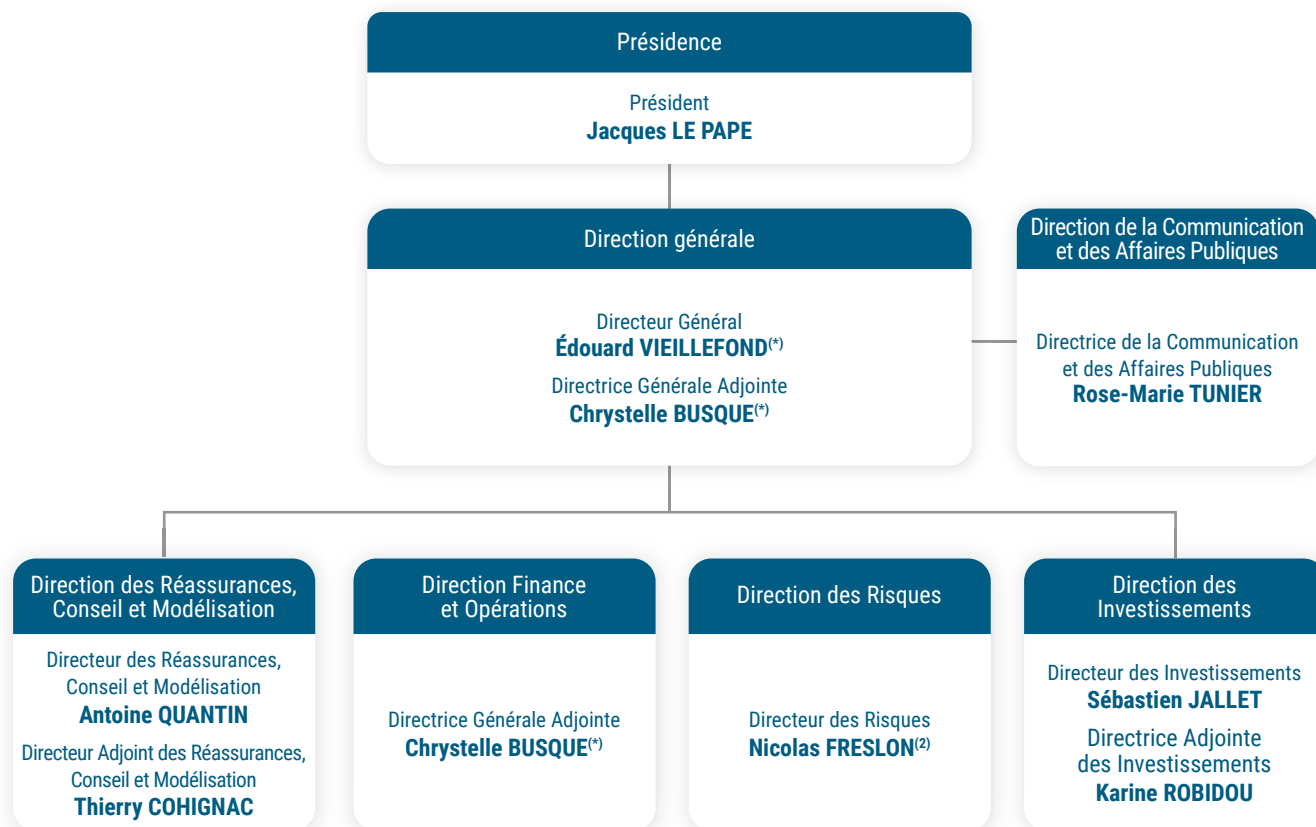 Présidence
Président
Jacques LE PAPE
Direction générale
Directeur Général
Édouard VIEILLEFOND(*)
Directrice Générale Adjointe
Chrystelle BUSQUE(*)
Direction de la Communication
et des Affaires Publiques
Directrice de la Communication
et des Affaires Publiques
Rose-Marie TUNIER
Direction des Réassurances,
Conseil et Modélisation
Directeur des Réassurances,
Conseil et Modélisation
Antoine QUANTIN
Directeur Adjoint des Réassurances,
Conseil et Modélisation
Thierry COHIGNAC
Direction Finance
et Opérations
Directrice Générale Adjointe
Chrystelle BUSQUE(*)
Direction des Risques
Directeur des Risques
Nicolas FRESLON(2)
Direction des
Investissements
Directeur des Investissements
Sébastien JALLET
Directrice Adjointe
des Investissements
Karine ROBIDOU